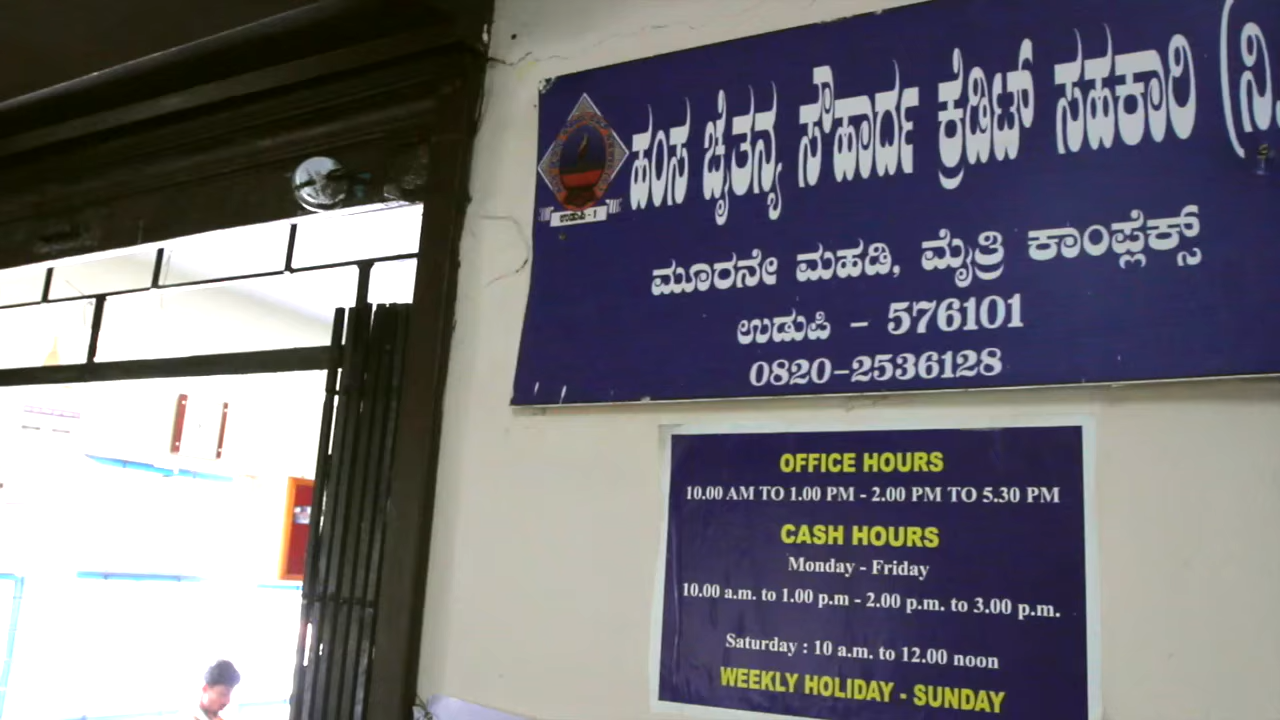 ಹಂಸ ಚೈತನ್ಯ ಸೌಹಾರ್ದ ಕ್ರೆಡಿಟ್ ಸಹಕಾರಿ (ನಿ.
ಉಡುಪಿ - 1
ಮೂರನೇ ಮಹಡಿ, ಮೈತ್ರಿ ಕಾಂಪ್ಲೆಕ್ಸ್
ಉಡುಪಿ - 576101
0820-2536128
OFFICE HOURS
10.00 AM TO 1.00 PM - 2.00 PM TO 5.30 PM
CASH HOURS
Monday - Friday
10.00 a.m. to 1.00 p.m - 2.00 p.m. to 3.00 p.m.
Saturday : 10 a.m. to 12.00 noon
WEEKLY HOLIDAY - SUNDAY